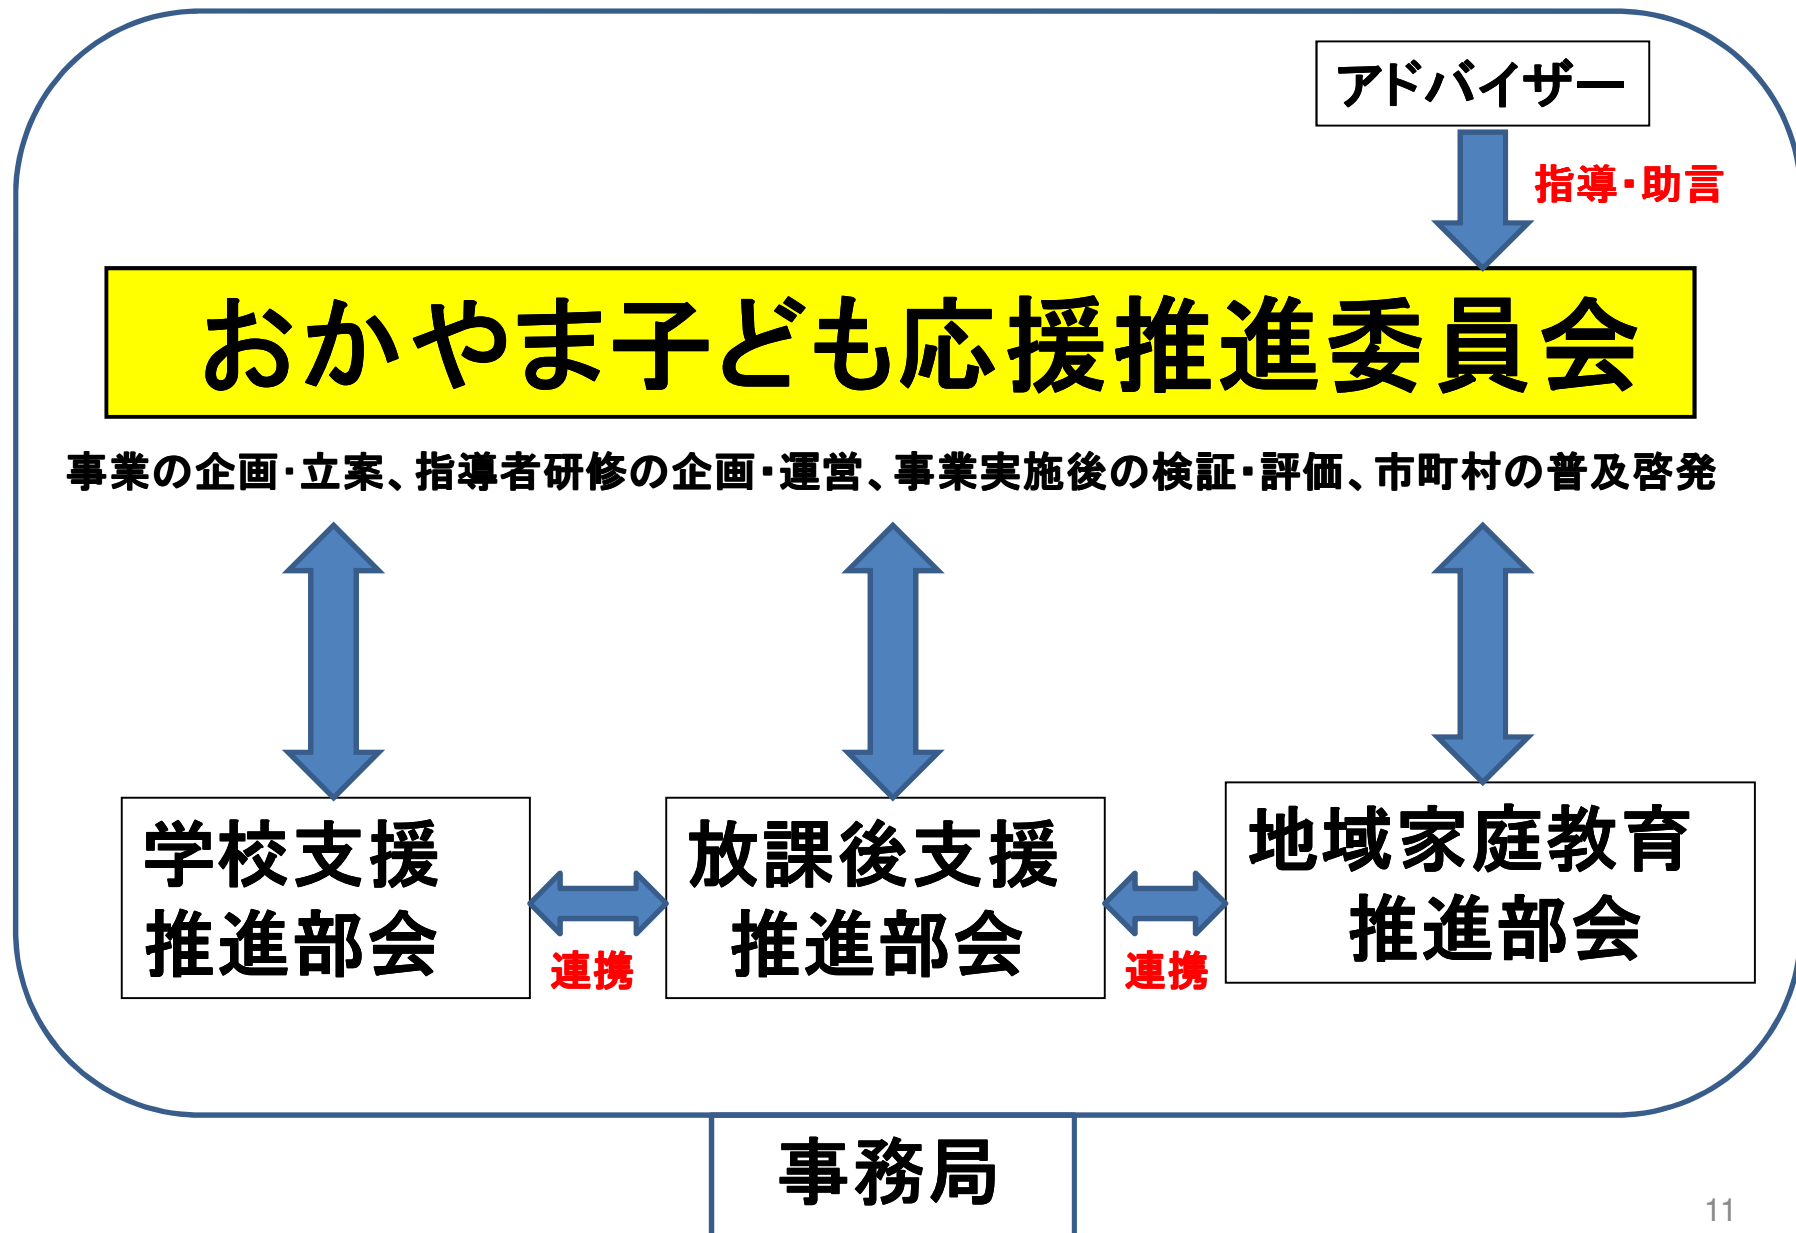 アドバイザー
指導・助言
おかやま子ども応援推進委員会
事業の企画・立案、指導者研修の企画・運営、事業実施後の検証・評価、市町村の普及啓発
学校支援
推進部会
連携
放課後支援
推進部会
連携
地域家庭教育
推進部会
事務局
11